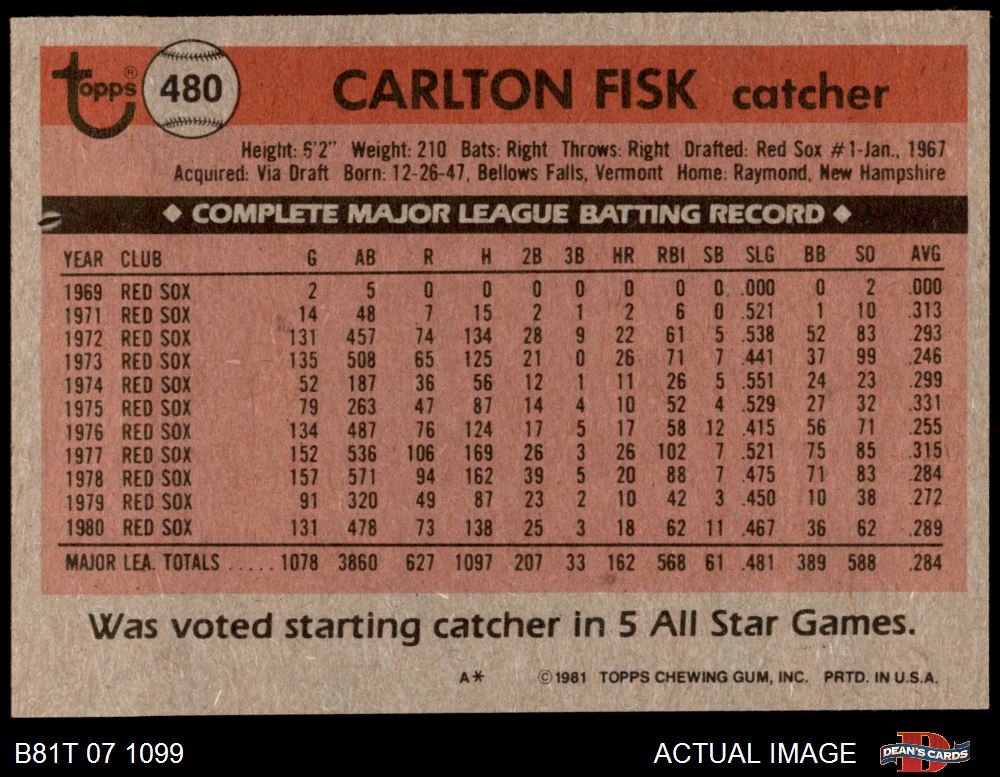 Topps® 480 CARLTON FISK catcher
Height: 6'2" Weight: 210 Bats: Right Throws: Right Drafted: Red Sox #1-Jan., 1967
Acquired: Via Draft Born: 12-26-47, Bellows Falls, Vermont Home: Raymond, New Hampshire
◆ COMPLETE MAJOR LEAGUE BATTING RECORD ◆
YEAR CLUB G AB R H 2B 3B HR RBI SB SLG BB SO AVG
1969 RED SOX 2 5 0 0 0 0 0 0 0 .000 0 2 .000
1971 RED SOX 14 48 7 15 2 1 2 6 0 .521 1 10 .313
1972 RED SOX 131 457 74 134 28 9 22 61 5 .538 52 83 .293
1973 RED SOX 135 508 65 125 21 0 26 71 7 .441 37 99 .246
1974 RED SOX 52 187 36 56 12 1 11 26 5 .551 24 23 .299
1975 RED SOX 79 263 47 87 14 4 10 52 4 .529 27 32 .331
1976 RED SOX 134 487 76 124 17 5 17 58 12 .415 56 71 .255
1977 RED SOX 152 536 106 169 26 3 26 102 7 .521 75 85 .315
1978 RED SOX 157 571 94 162 39 5 20 88 7 .475 71 83 .284
1979 RED SOX 91 320 49 87 23 2 10 42 3 .450 10 38 .272
1980 RED SOX 131 478 73 138 25 3 18 62 11 .467 36 62 .289
MAJOR LEA. TOTALS ..... 1078 3860 627 1097 207 33 162 568 61 .481 389 588 .284
Was voted starting catcher in 5 All Star Games.
A* ©1981 TOPPS CHEWING GUM, INC. PRTD. IN U.S.A.
B81T 07 1099 ACTUAL IMAGE DEAN'S CARDS